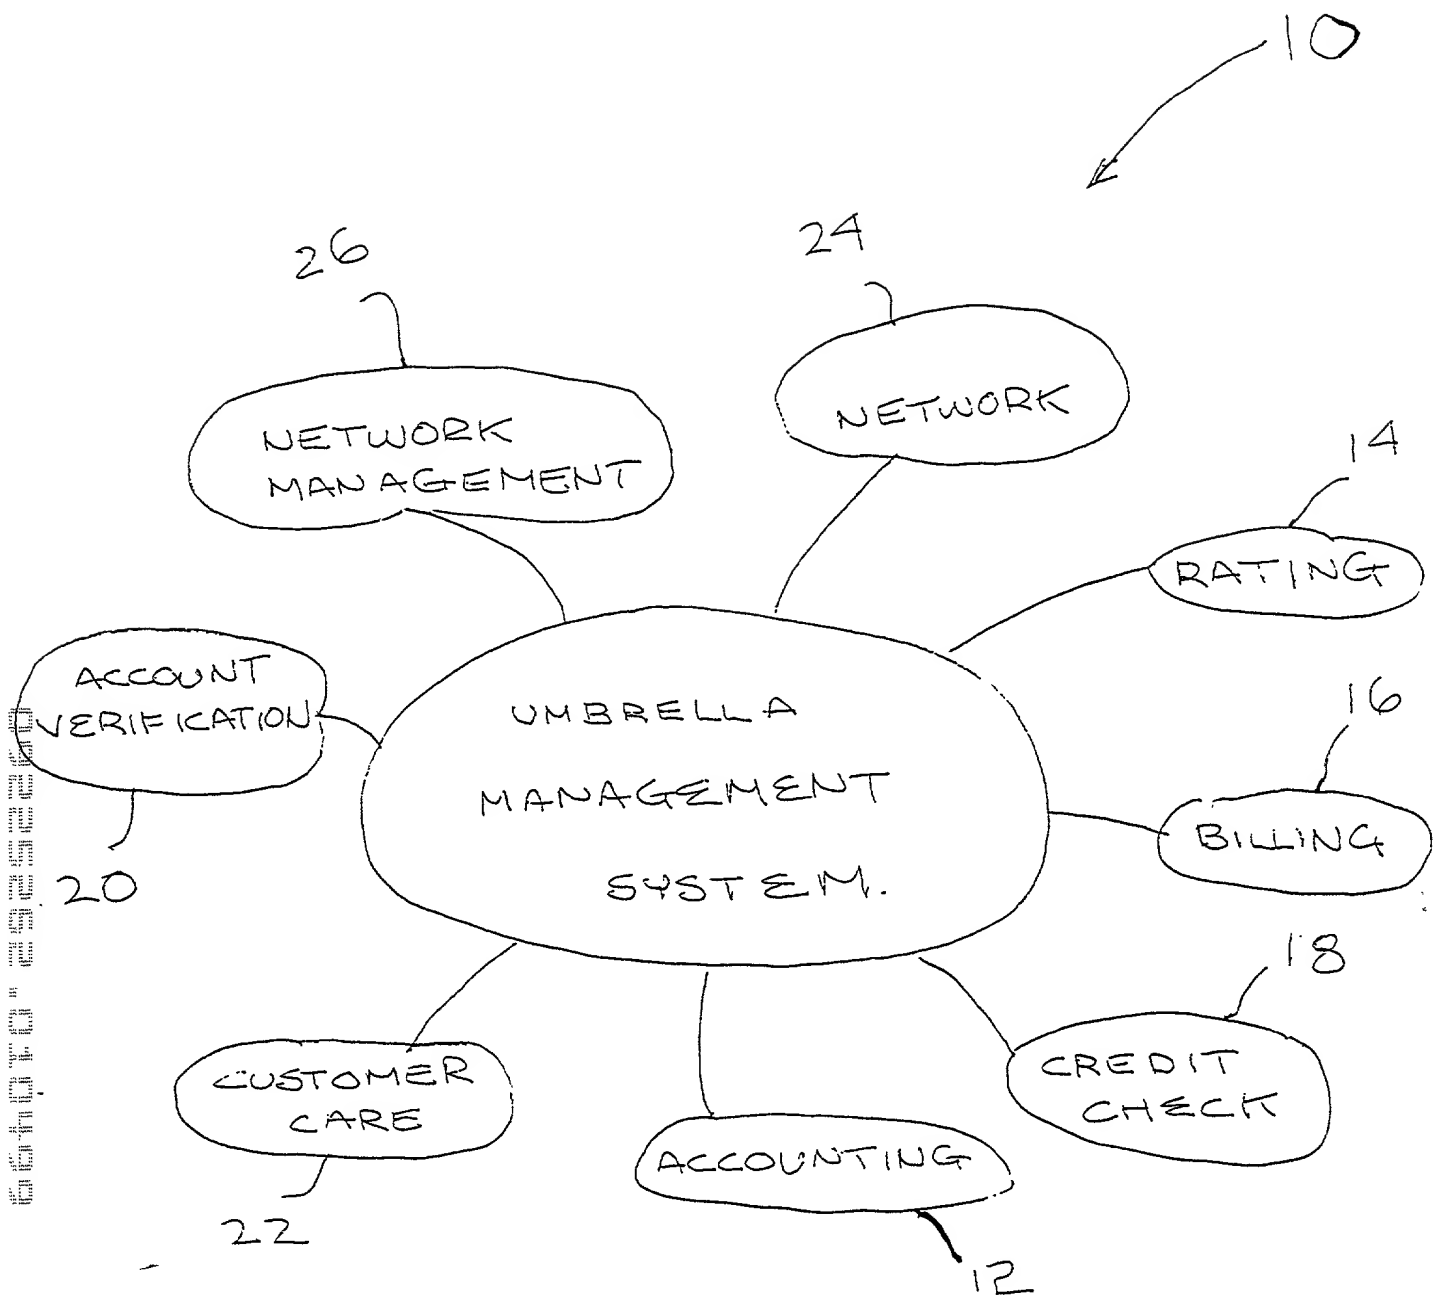 10
26
24
NETWORK
MANAGEMENT
NETWORK
14
RATING
ACCOUNT
VERIFICATION
20
UMBRELLA
MANAGEMENT
SYSTEM.
16
BILLING
18
CREDIT
CHECK
CUSTOMER
CARE
22
ACCOUNTING
12